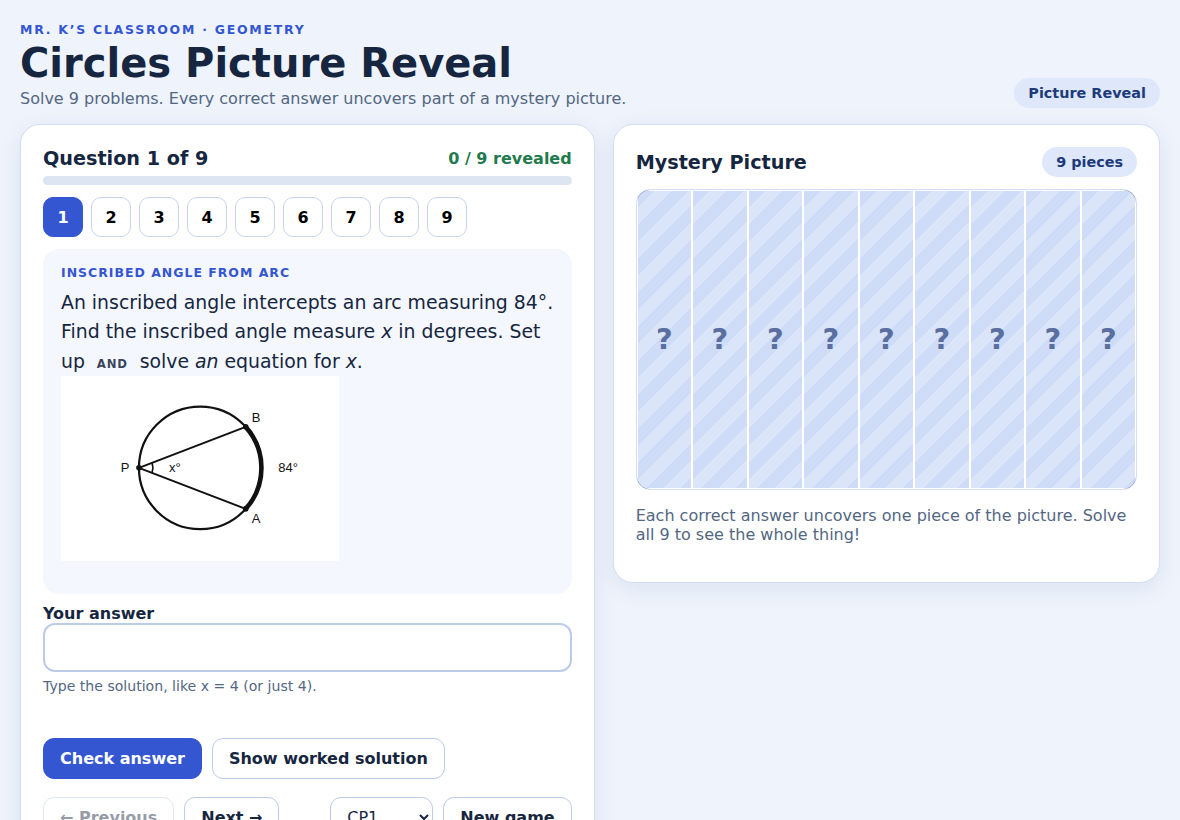 MR. K’S CLASSROOM · GEOMETRY
Circles Picture Reveal
Solve 9 problems. Every correct answer uncovers part of a mystery picture.
Picture Reveal
Question 1 of 9
0 / 9 revealed
1 2 3 4 5 6 7 8 9
INSCRIBED ANGLE FROM ARC
An inscribed angle intercepts an arc measuring 84°.
Find the inscribed angle measure x in degrees. Set
up AND solve an equation for x.
B
P x° 84°
A
Your answer
Type the solution, like x = 4 (or just 4).
Check answer
Show worked solution
← Previous
Next →
CP1
New game
Mystery Picture
9 pieces
? ? ? ? ? ? ? ? ?
Each correct answer uncovers one piece of the picture. Solve
all 9 to see the whole thing!